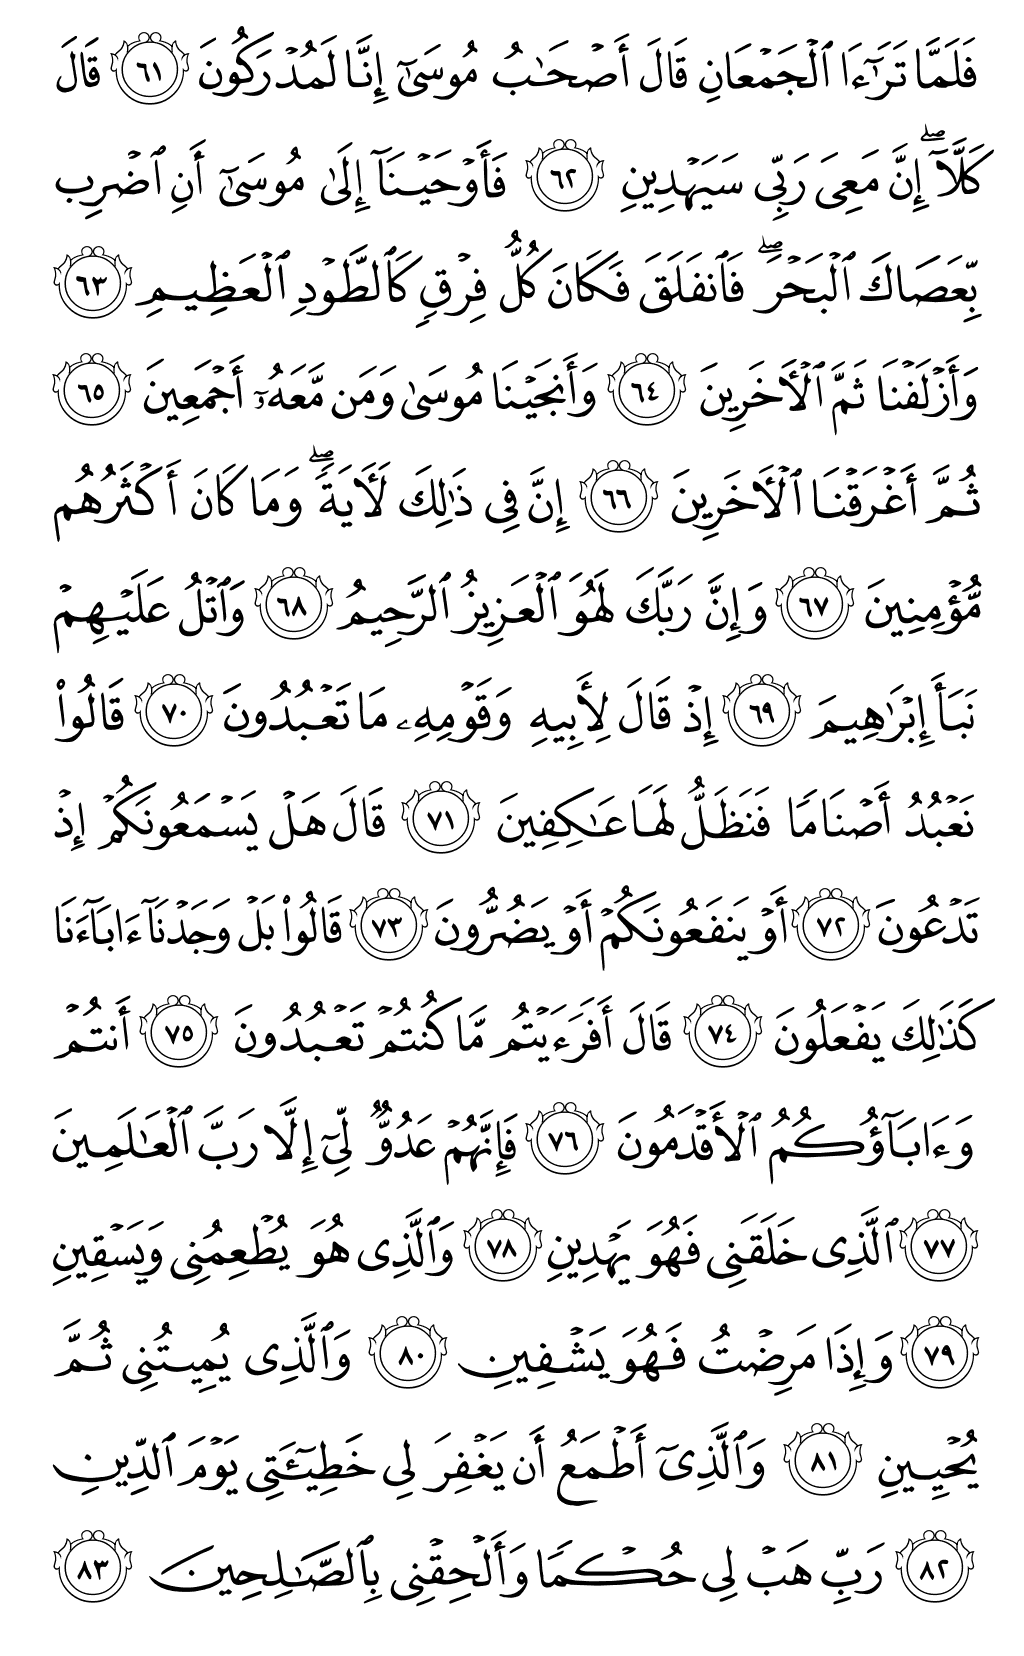 فَلَمَّا تَرَٰٓءَا ٱلۡجَمۡعَانِ قَالَ أَصۡحَٰبُ مُوسَىٰٓ إِنَّا لَمُدۡرَكُونَ ٦١ قَالَ
كَلَّآۖ إِنَّ مَعِيَ رَبِّي سَيَهۡدِينِ ٦٢ فَأَوۡحَيۡنَآ إِلَىٰ مُوسَىٰٓ أَنِ ٱضۡرِب
بِّعَصَاكَ ٱلۡبَحۡرَۖ فَٱنفَلَقَ فَكَانَ كُلُّ فِرۡقٖ كَٱلطَّوۡدِ ٱلۡعَظِيمِ ٦٣
وَأَزۡلَفۡنَا ثَمَّ ٱلۡأٓخَرِينَ ٦٤ وَأَنجَيۡنَا مُوسَىٰ وَمَن مَّعَهُۥٓ أَجۡمَعِينَ ٦٥
ثُمَّ أَغۡرَقۡنَا ٱلۡأٓخَرِينَ ٦٦ إِنَّ فِي ذَٰلِكَ لَأٓيَةٗۖ وَمَا كَانَ أَكۡثَرُهُم
مُّؤۡمِنِينَ ٦٧ وَإِنَّ رَبَّكَ لَهُوَ ٱلۡعَزِيزُ ٱلرَّحِيمُ ٦٨ وَٱتۡلُ عَلَيۡهِمۡ
نَبَأَ إِبۡرَٰهِيمَ ٦٩ إِذۡ قَالَ لِأَبِيهِ وَقَوۡمِهِۦ مَا تَعۡبُدُونَ ٧٠ قَالُواْ
نَعۡبُدُ أَصۡنَامٗا فَنَظَلُّ لَهَا عَٰكِفِينَ ٧١ قَالَ هَلۡ يَسۡمَعُونَكُمۡ إِذۡ
تَدۡعُونَ ٧٢ أَوۡ يَنفَعُونَكُمۡ أَوۡ يَضُرُّونَ ٧٣ قَالُواْ بَلۡ وَجَدۡنَآ ءَابَآءَنَا
كَذَٰلِكَ يَفۡعَلُونَ ٧٤ قَالَ أَفَرَءَيۡتُم مَّا كُنتُمۡ تَعۡبُدُونَ ٧٥ أَنتُمۡ
وَءَابَآؤُكُمُ ٱلۡأَقۡدَمُونَ ٧٦ فَإِنَّهُمۡ عَدُوّٞ لِّيٓ إِلَّا رَبَّ ٱلۡعَٰلَمِينَ
٧٧ ٱلَّذِي خَلَقَنِي فَهُوَ يَهۡدِينِ ٧٨ وَٱلَّذِي هُوَ يُطۡعِمُنِي وَيَسۡقِينِ
٧٩ وَإِذَا مَرِضۡتُ فَهُوَ يَشۡفِينِ ٨٠ وَٱلَّذِي يُمِيتُنِي ثُمَّ
يُحۡيِينِ ٨١ وَٱلَّذِيٓ أَطۡمَعُ أَن يَغۡفِرَ لِي خَطِيٓـَٔتِي يَوۡمَ ٱلدِّينِ
٨٢ رَبِّ هَبۡ لِي حُكۡمٗا وَأَلۡحِقۡنِي بِٱلصَّٰلِحِينَ ٨٣